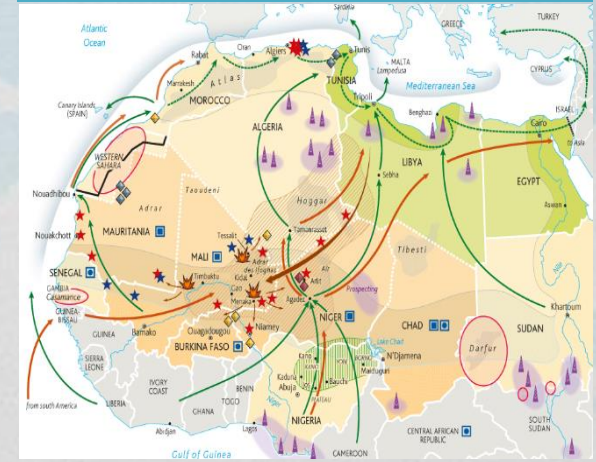 Sardinia
GREECE
TURKEY
Atlantic
Ocean
Oran
Algiers
Tunis
Rabat
MALTA
Lampedusa
CYPRUS
TUNISIA
Atlas
Marrakesh
Mediterranean Sea
Tripoli
MOROCCO
Canary Islands
(SPAIN)
Benghazi
ISRAEL
Cairo
to Asia
ALGERIA
LIBYA
WESTERN
SAHARA
EGYPT
Sebha
Nouadhibou
Taoudeni
Hoggar
Adrar
Tamanrasset
Nouakchott
MAURITANIA
Tessalit
Tibesti
MALI
Adrar
des Ifoghas
Kidal
SENEGAL
Timbuktu
Aïr
Arlit
Prospecting
Nile
GAMBIA
Casamance
Gao
Menaka
Agadez
Khartoum
GUINEA-
BISSAU
NIGER
CHAD
SUDAN
Bamako
Ouagadougou
Niamey
GUINEA
Lake Chad
Darfur
BURKINA FASO
Kano
N'Djamena
SIERRA
LEONE
Maiduguri
BENIN
Kaduna
Bauchi
IVORY
COAST
TOGO
Abuja
from south America
GHANA
Niger
PLATEAU
LIBERIA
NIGERIA
SOUTH
SUDAN
Abidjan
Lagos
CENTRAL AFRICAN
REPUBLIC
Gulf of Guinea
CAMEROON